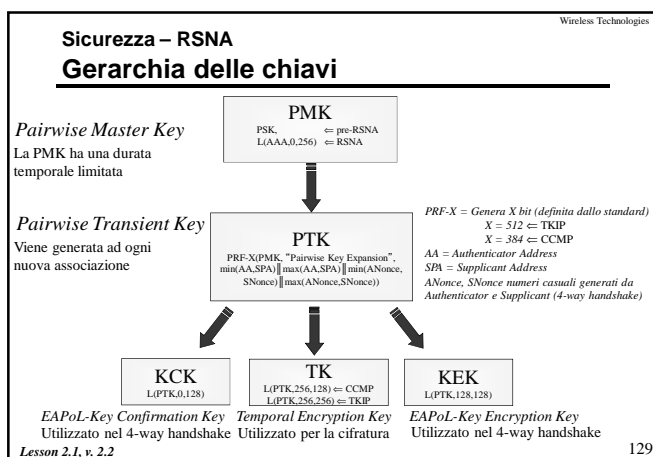 Wireless Technologies
Sicurezza – RSNA
Gerarchia delle chiavi
PMK
PSK, ⇐ pre-RSNA
L(AAA,0,256) ⇐ RSNA
Pairwise Master Key
La PMK ha una durata
temporale limitata
Pairwise Transient Key
Viene generata ad ogni
nuova associazione
PTK
PRF-X(PMK, “Pairwise Key Expansion”,
min(AA,SPA)‖max(AA,SPA)‖min(ANonce,
SNonce)‖max(ANonce,SNonce))
PRF-X = Genera X bit (definita dallo standard)
X = 512 ⇐ TKIP
X = 384 ⇐ CCMP
AA = Authenticator Address
SPA = Supplicant Address
ANonce, SNonce numeri casuali generati da
Authenticator e Supplicant (4-way handshake)
KCK
L(PTK,0,128)
TK
L(PTK,256,128) ⇐ CCMP
L(PTK,256,256) ⇐ TKIP
KEK
L(PTK,128,128)
EAPoL-Key Confirmation Key
Utilizzato nel 4-way handshake
Temporal Encryption Key
Utilizzato per la cifratura
EAPoL-Key Encryption Key
Utilizzato nel 4-way handshake
Lesson 2.1, v. 2.2
129